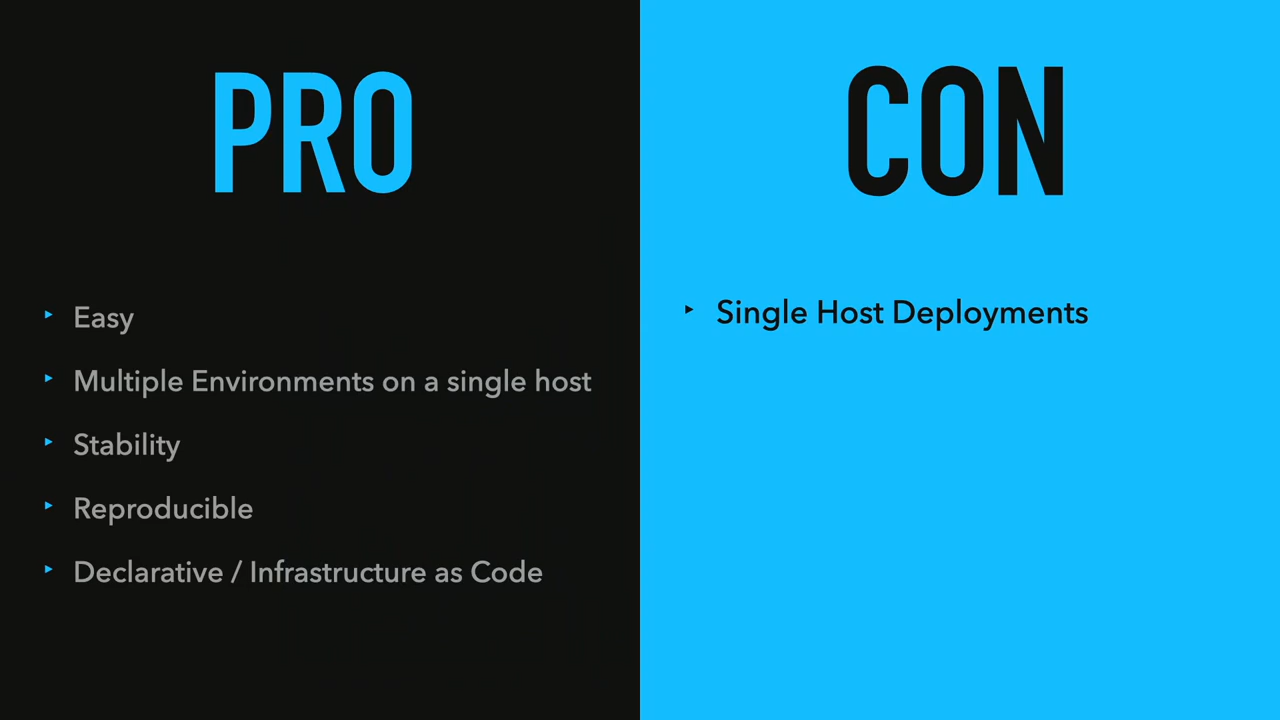 PRO
Easy
Multiple Environments on a single host
Stability
Reproducible
Declarative / Infrastructure as Code
CON
Single Host Deployments